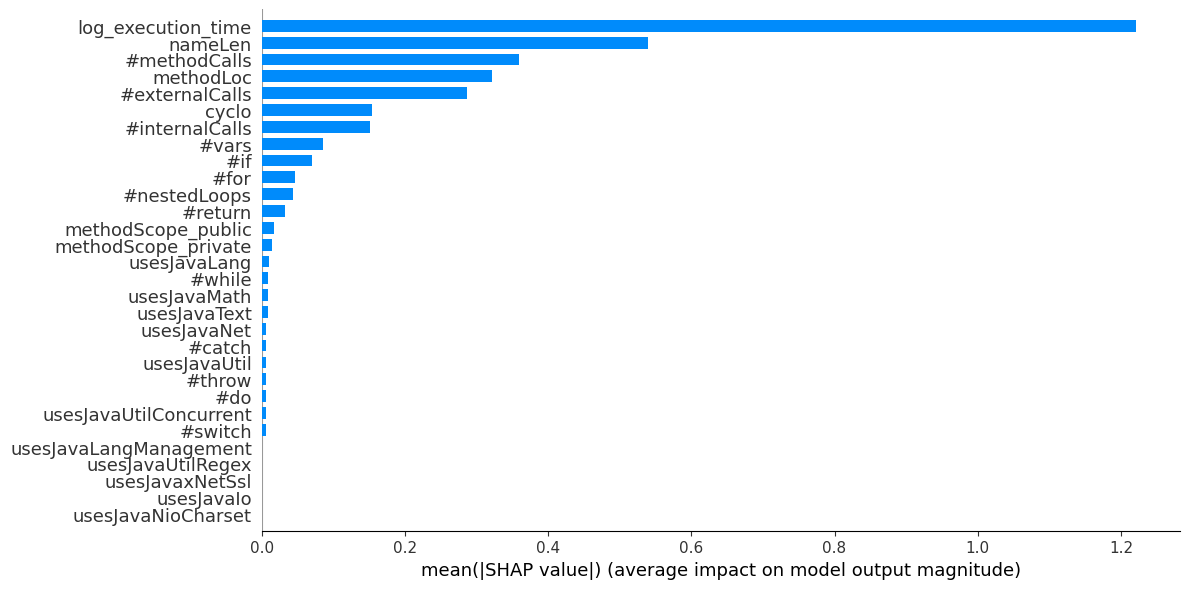 log_execution_time
nameLen
#methodCalls
methodLoc
#externalCalls
cyclo
#internalCalls
#vars
#if
#for
#nestedLoops
#return
methodScope_public
methodScope_private
usesJavaLang
#while
usesJavaMath
usesJavaText
usesJavaNet
#catch
usesJavaUtil
#throw
#do
usesJavaUtilConcurrent
#switch
usesJavaLangManagement
usesJavaUtilRegex
usesJavaxNetSsl
usesJavaIo
usesJavaNioCharset
0.0 0.2 0.4 0.6 0.8 1.0 1.2
mean(|SHAP value|) (average impact on model output magnitude)